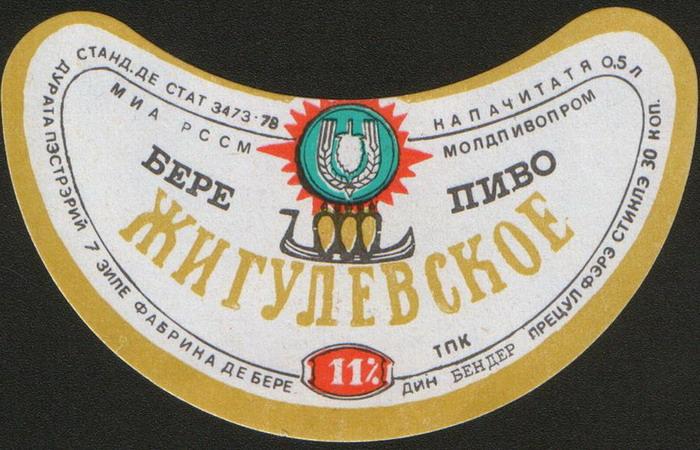 СТАНД.ДЕ СТАТ 3473-78
НАПАЧИТАТЯ 0,5 Л
МИА РССМ
МОЛДПИВОПРОМ
БЕРЕ
ПИВО
ЖИГУЛЕВСКОЕ
ТПК
11%
ДУРАТА ПЭСТРЭРИЙ 7 ЗИЛЕ ФАБРИКА ДЕ БЕРЕ
ДИН БЕНДЕР ПРЕЦУЛ ФЭРЭ СТИКЛЭ 30 КОП.